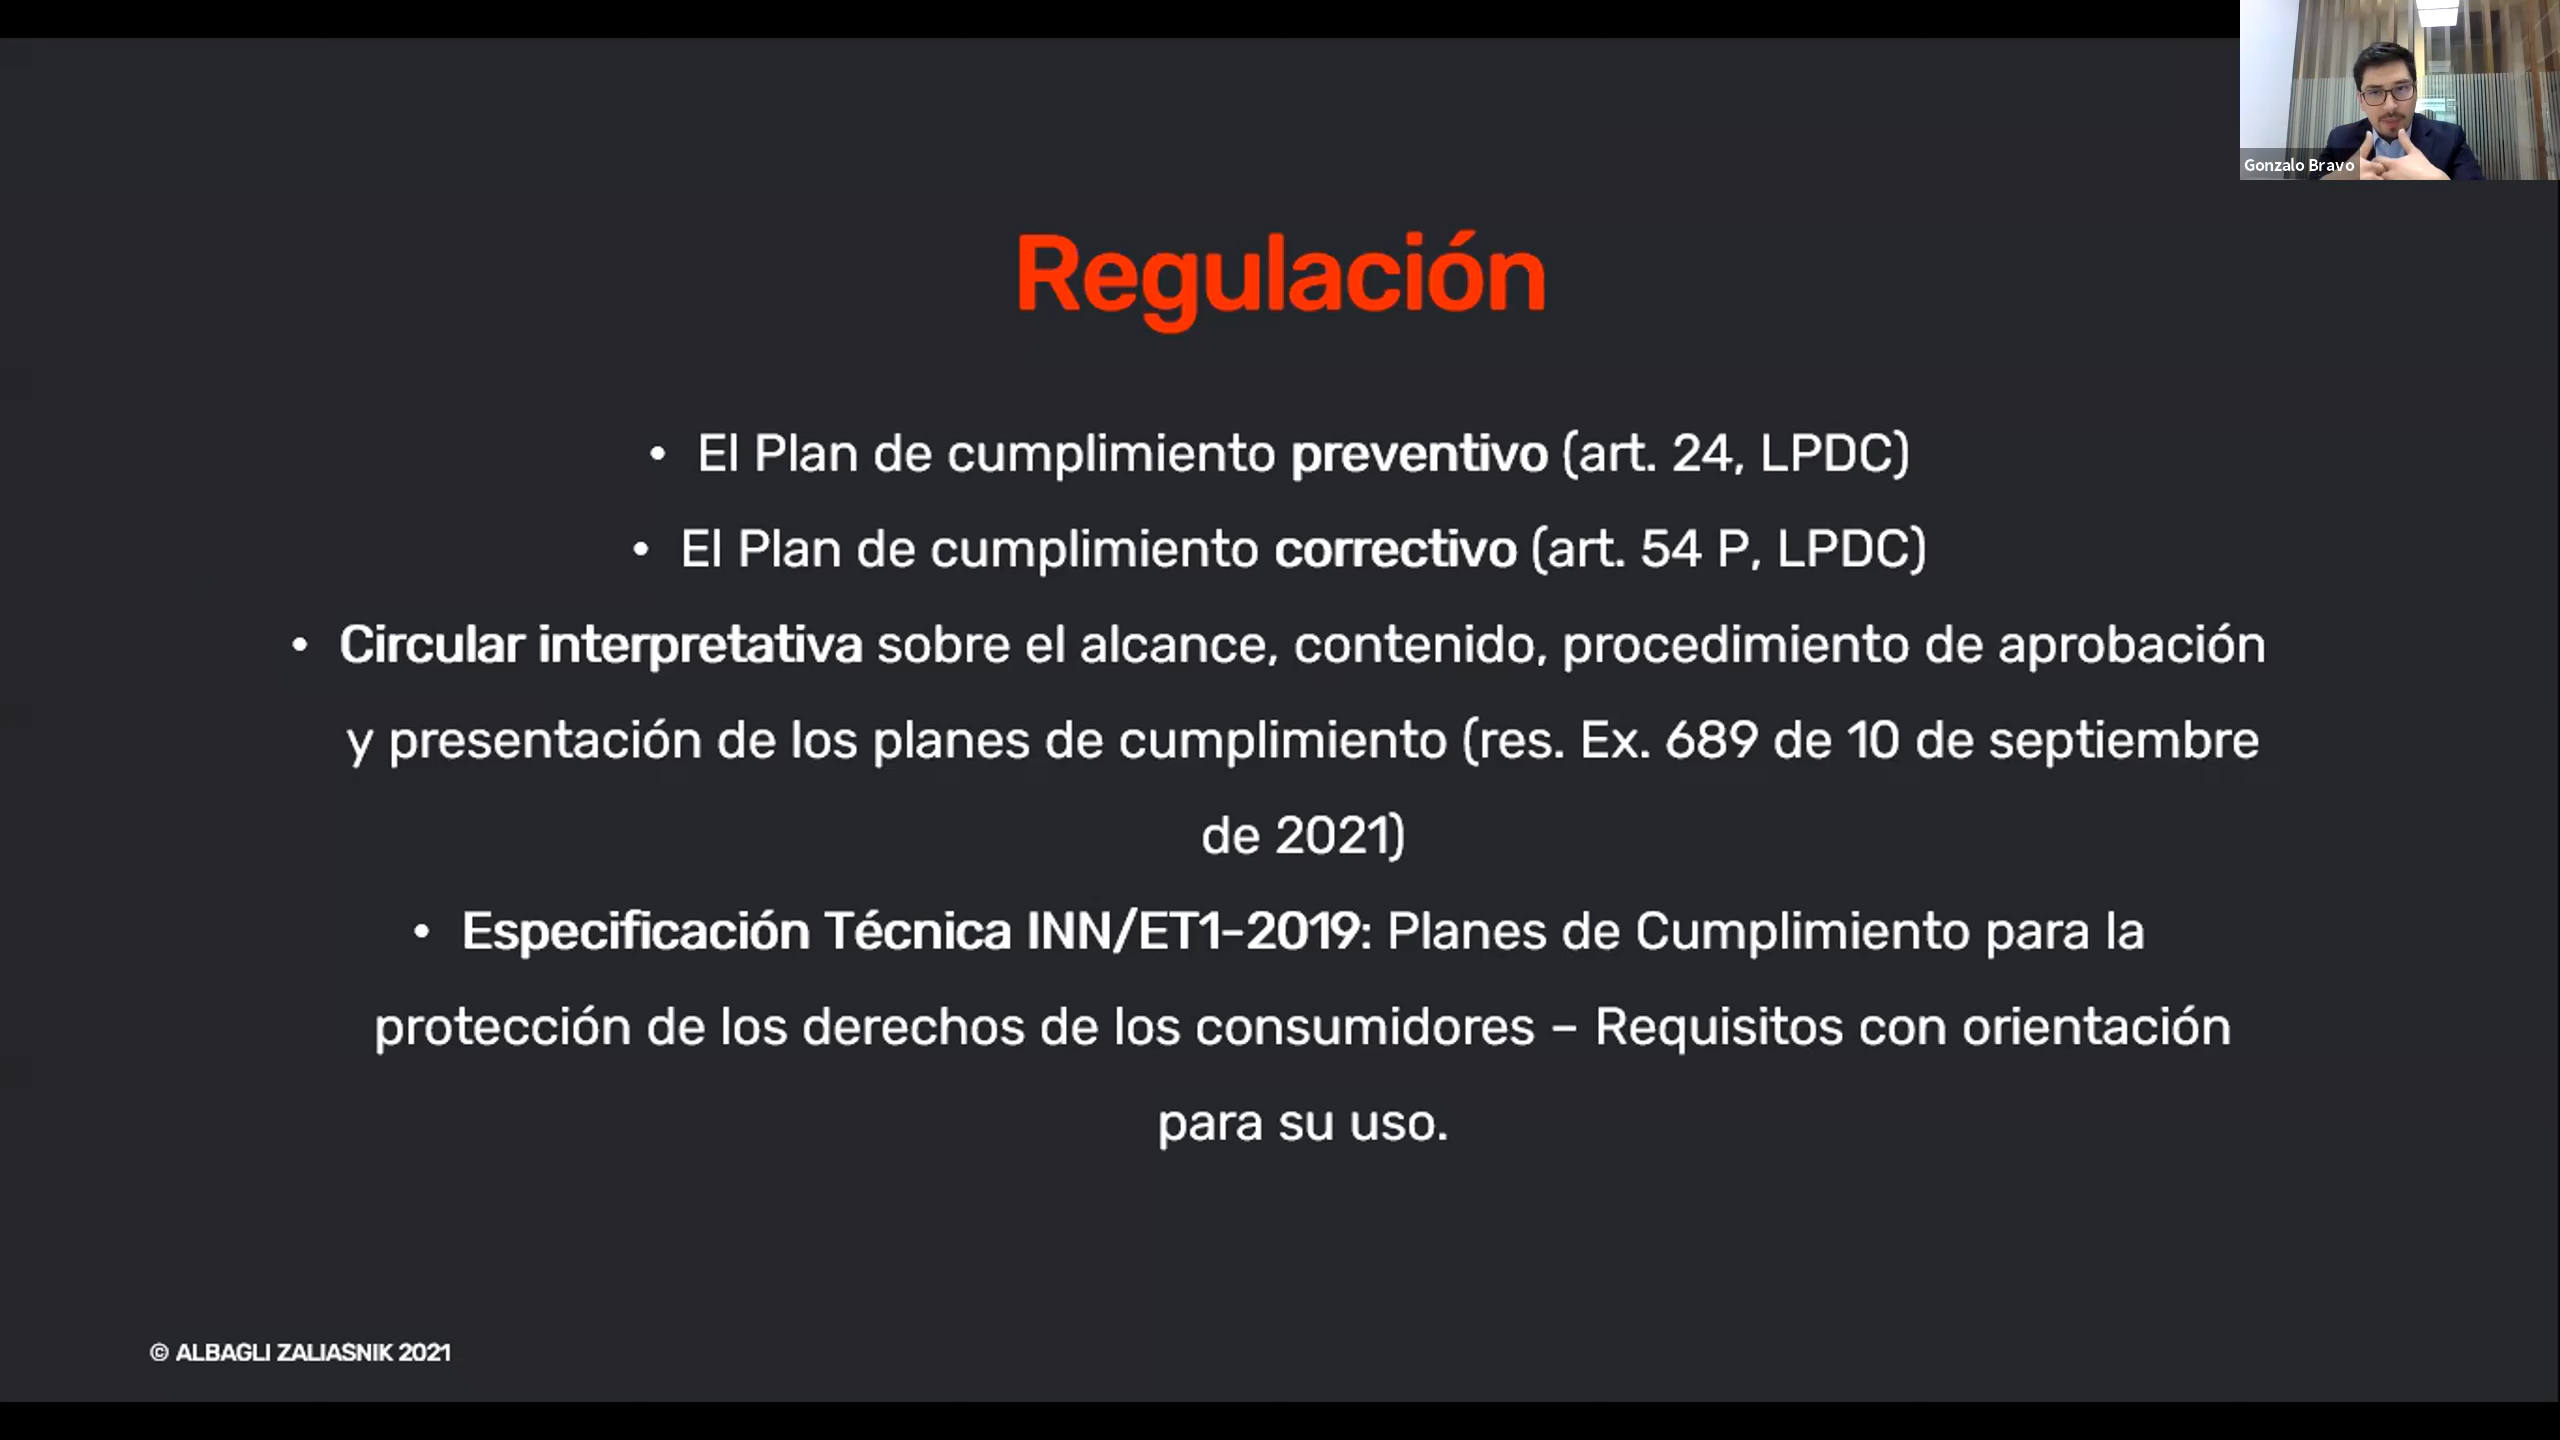 Gonzalo Bravo
Regulación
• El Plan de cumplimiento preventivo (art. 24, LPDC)
• El Plan de cumplimiento correctivo (art. 54 P, LPDC)
• Circular interpretativa sobre el alcance, contenido, procedimiento de aprobación
y presentación de los planes de cumplimiento (res. Ex. 689 de 10 de septiembre
de 2021)
• Especificación Técnica INN/ET1-2019: Planes de Cumplimiento para la
protección de los derechos de los consumidores – Requisitos con orientación
para su uso.
© ALBAGLI ZALIASNIK 2021